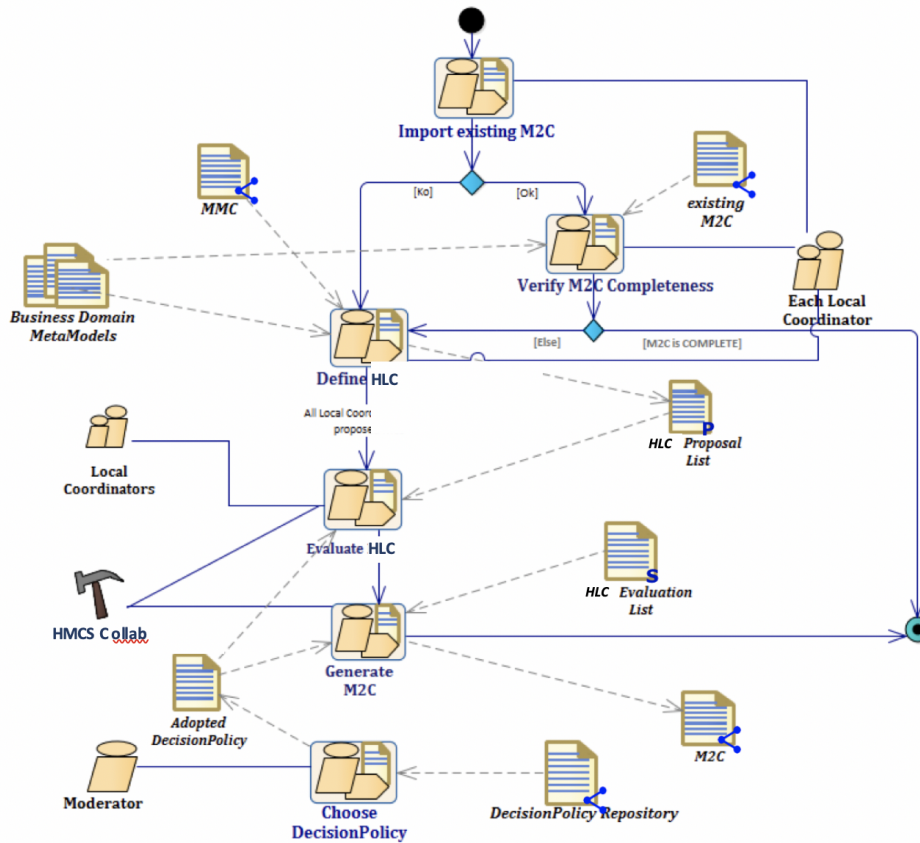 Import existing M2C
[Ko]
[Ok]
MMC
existing
M2C
Verify M2C Completeness
Business Domain
MetaModels
Each Local
Coordinator
[Else]
[M2C is COMPLETE]
Define HLC
All Local Coor
propose
HLC Proposal
List
Local
Coordinators
P
Evaluate HLC
HLC Evaluation
List
S
HMCS Collab
Generate
M2C
Adopted
DecisionPolicy
M2C
Moderator
Choose
DecisionPolicy
DecisionPolicy Repository